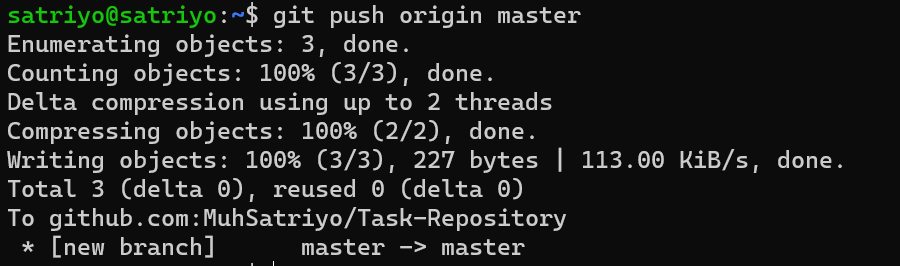 satriyo@satriyo:~$ git push origin master
Enumerating objects: 3, done.
Counting objects: 100% (3/3), done.
Delta compression using up to 2 threads
Compressing objects: 100% (2/2), done.
Writing objects: 100% (3/3), 227 bytes | 113.00 KiB/s, done.
Total 3 (delta 0), reused 0 (delta 0)
To github.com:MuhSatriyo/Task-Repository
 * [new branch]      master -> master